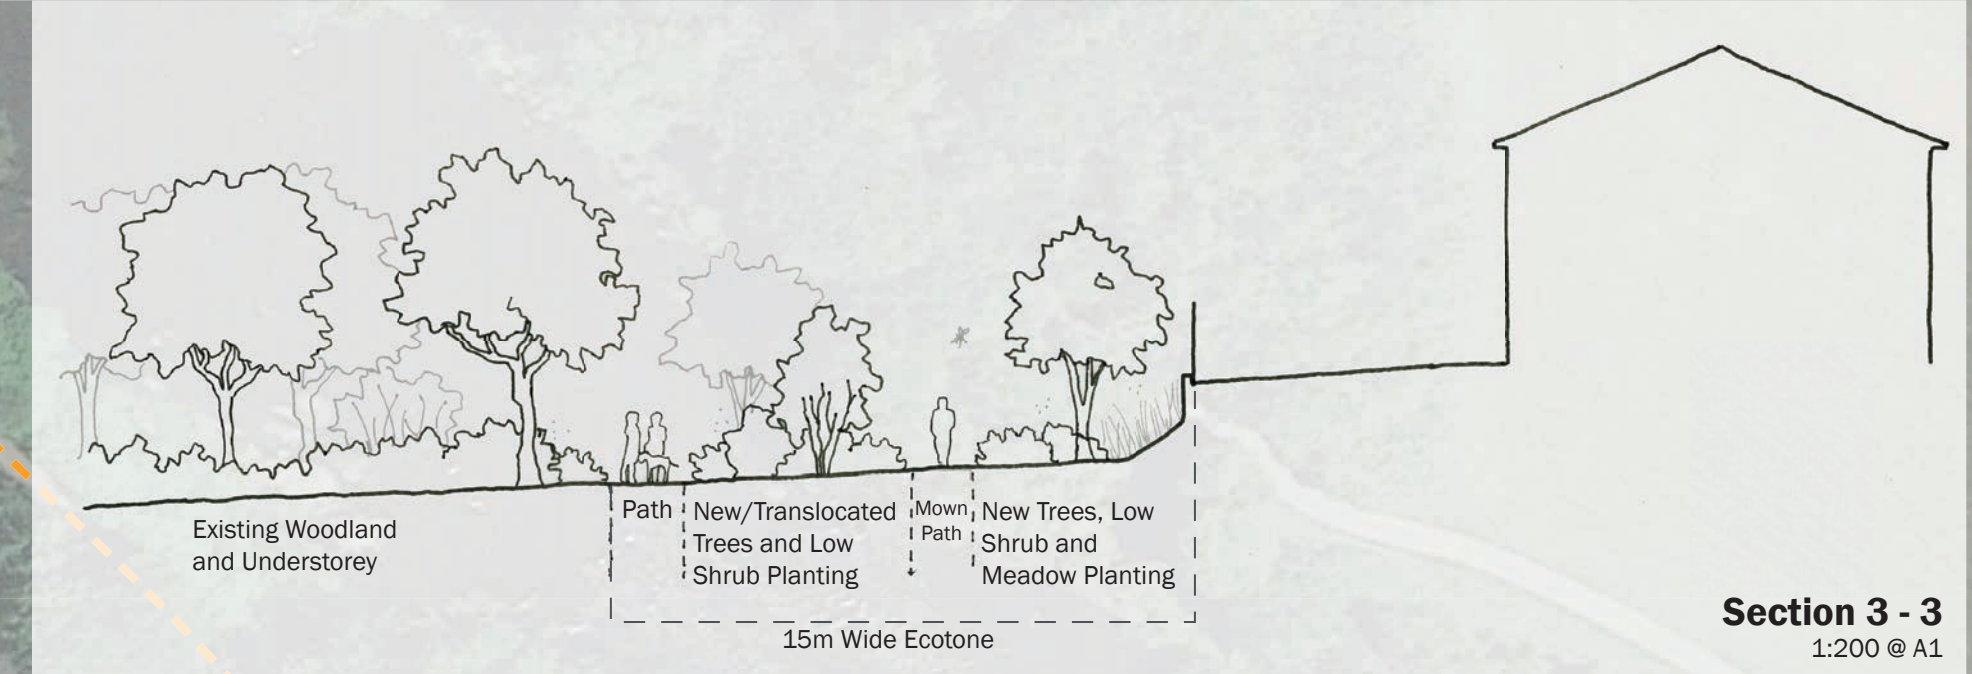 Existing Woodland
and Understorey
Path
New/Translocated
Trees and Low
Shrub Planting
Mown
Path
New Trees, Low
Shrub and
Meadow Planting
15m Wide Ecotone
Section 3 - 3
1:200 @ A1